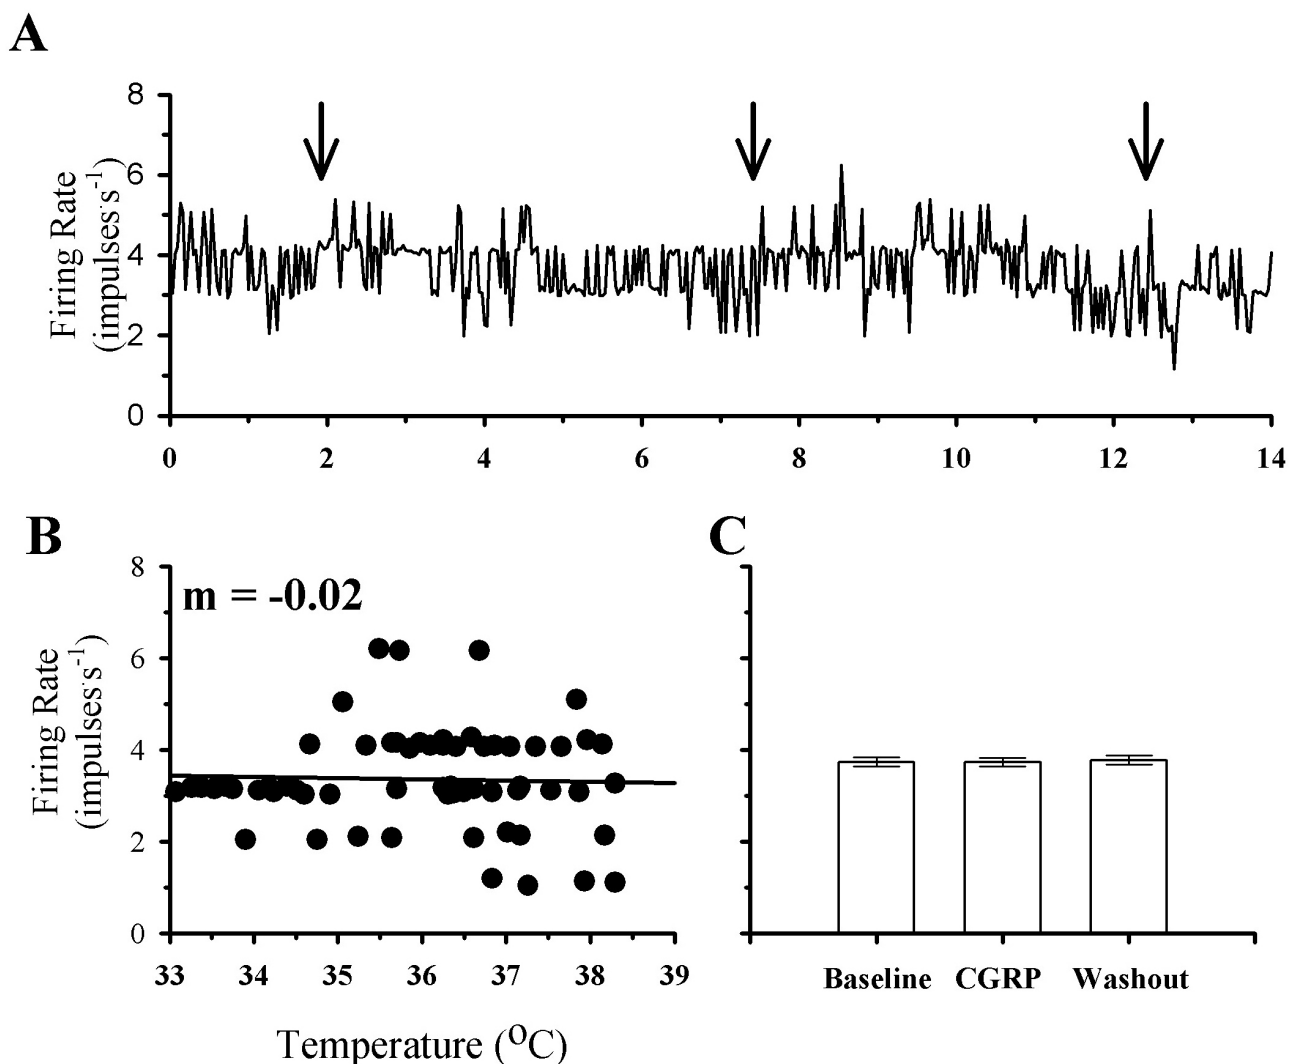 A
8
6
4
2
0
Firing Rate
(impulses·s⁻¹)
0 2 4 6 8 10 12 14
B
8
6
4
2
0
Firing Rate
(impulses·s⁻¹)
m = -0.02
33 34 35 36 37 38 39
Temperature (ºC)
C
Baseline CGRP Washout